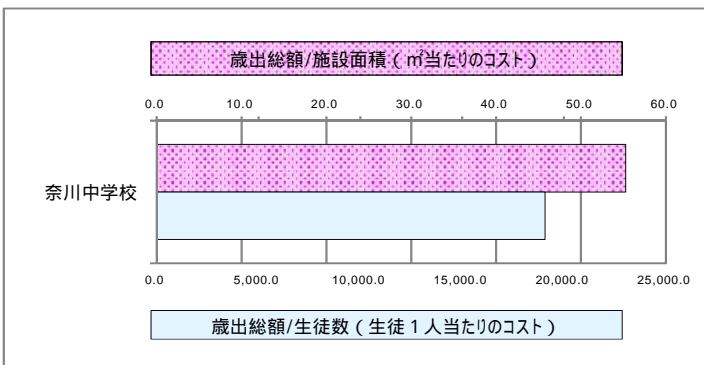 歳出総額/施設面積（㎡当たりのコスト）
0.0 10.0 20.0 30.0 40.0 50.0 60.0
奈川中学校
0.0 5,000.0 10,000.0 15,000.0 20,000.0 25,000.0
歳出総額/生徒数（生徒１人当たりのコスト）